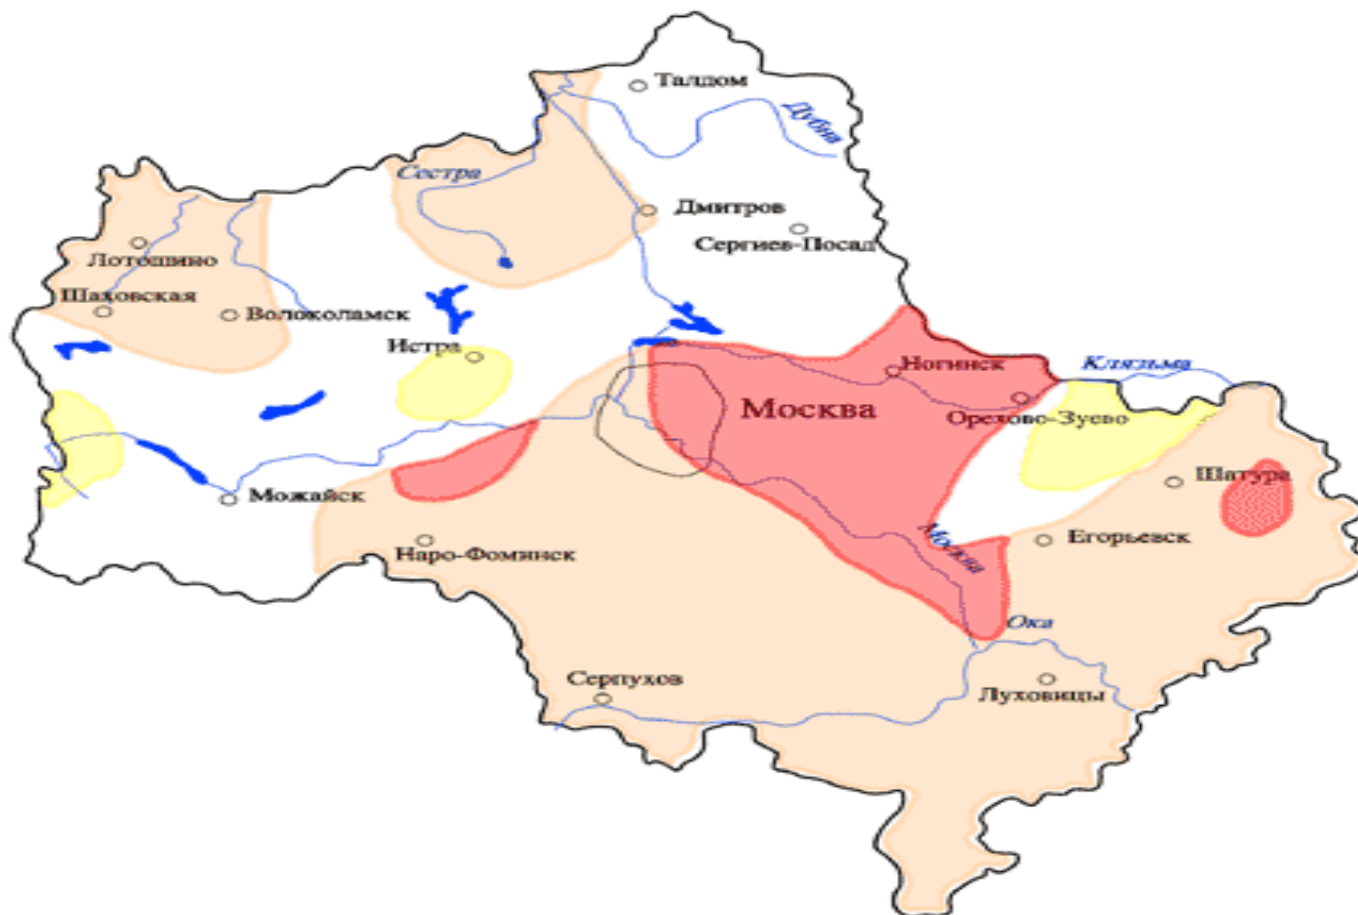 Талдом
Дубна
Сестра
Дмитров
Сергиев-Посад
Лотошино
Шаховская
Волоколамск
Истра
Клязьма
Ногинск
Москва
Орехово-Зуево
Шатура
Можайск
Москва
Егорьевск
Наро-Фоминск
Ока
Серпухов
Луховицы